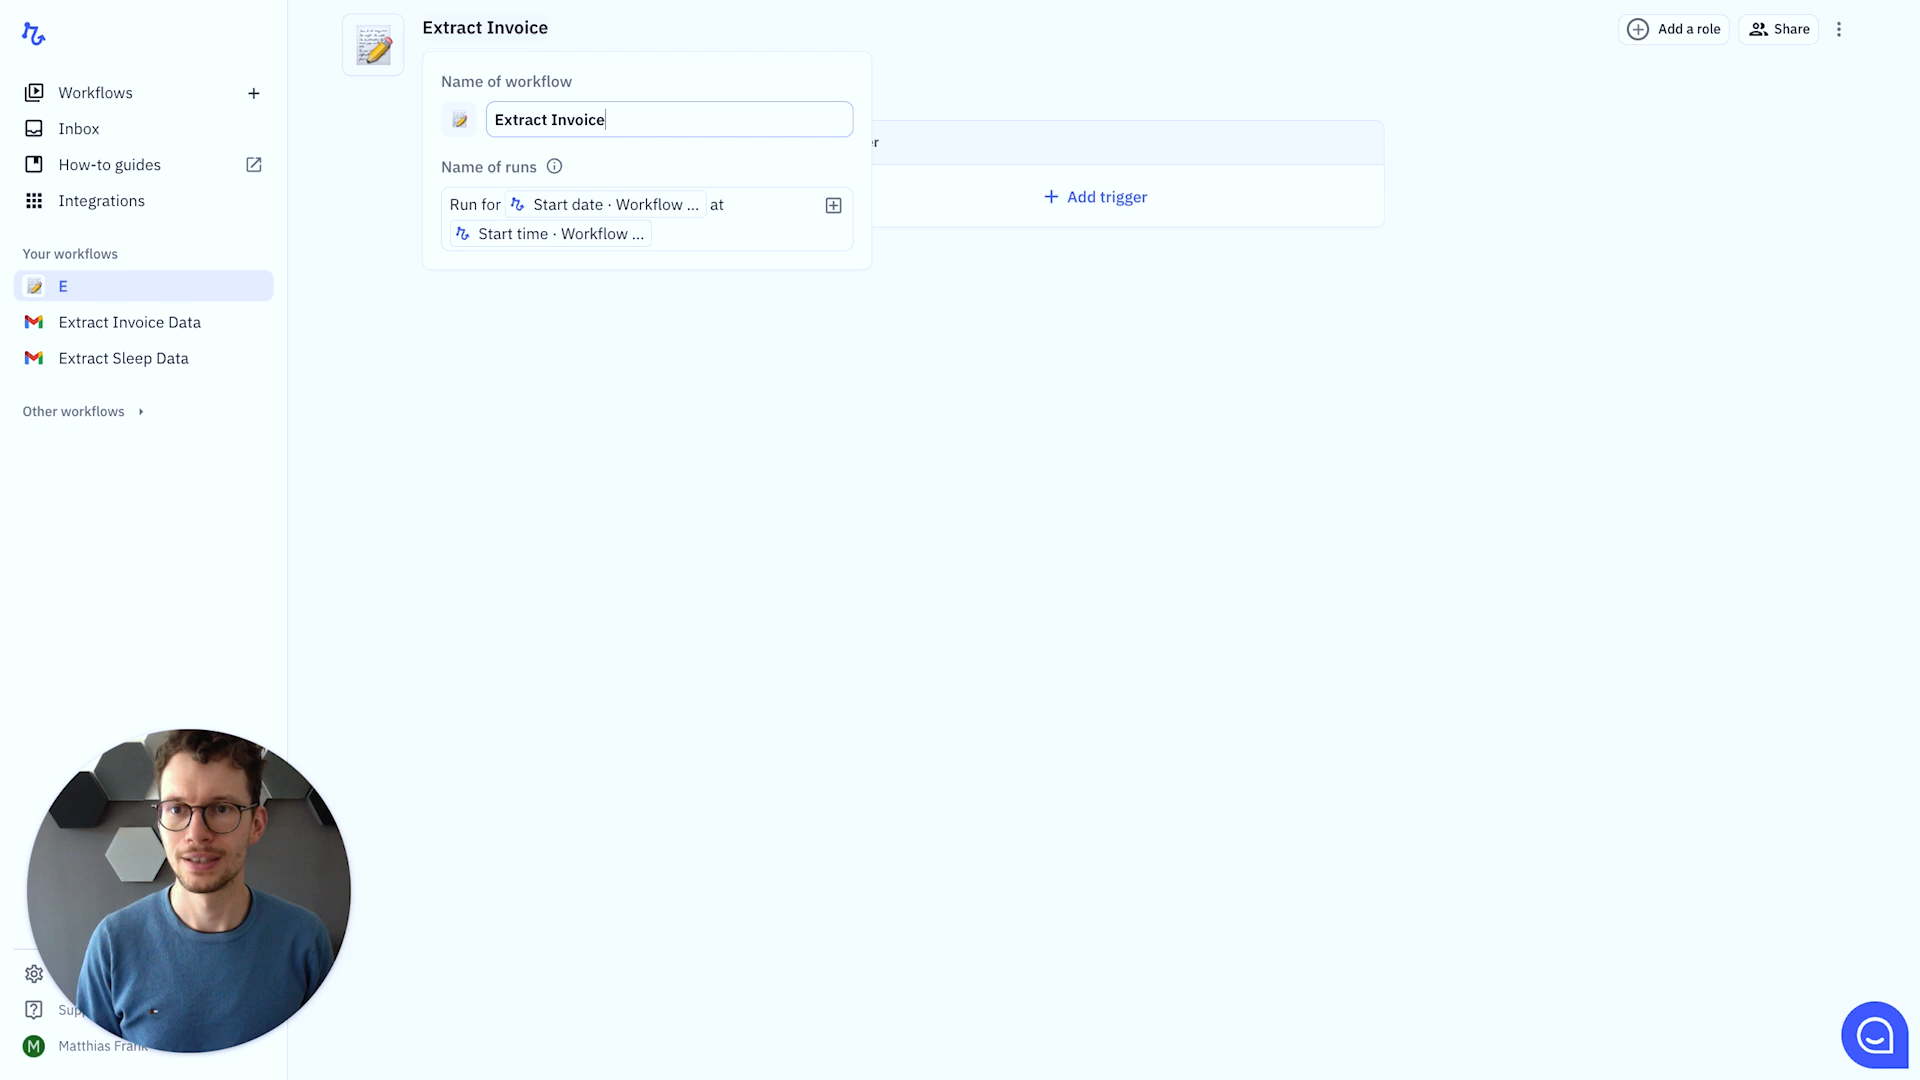 Workflows
Inbox
How-to guides
Integrations
Your workflows
E
Extract Invoice Data
Extract Sleep Data
Other workflows
M
Extract Invoice
Name of workflow
Extract Invoice
Name of runs
Run for Start date · Workflow ... at
Start time · Workflow ...
Add trigger
Add a role
Share
Matthias